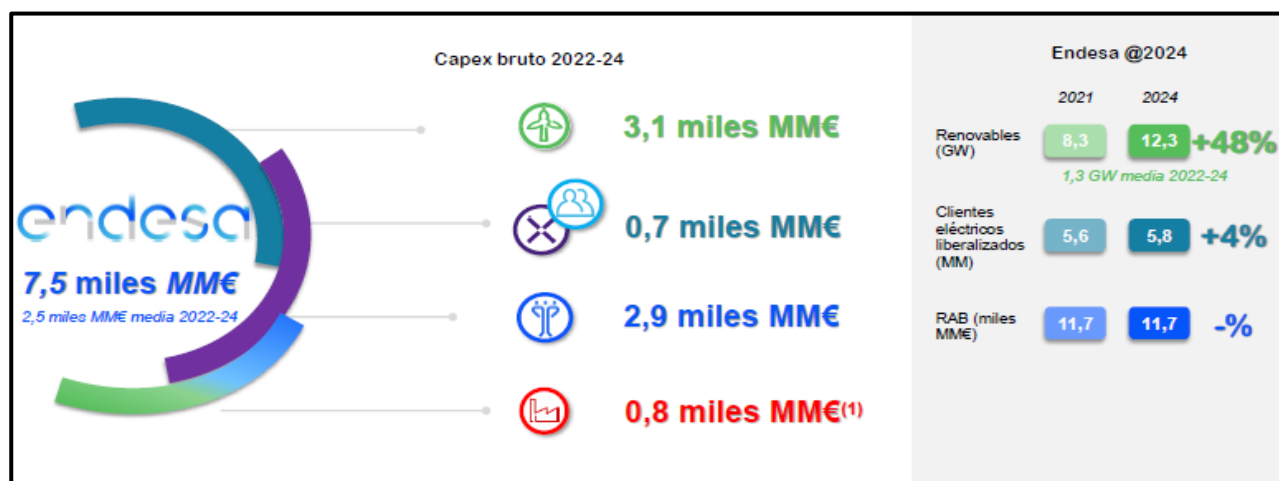 Capex bruto 2022-24
endesa
7,5 miles MM€
2,5 miles MM€ media 2022-24
3,1 miles MM€
0,7 miles MM€
2,9 miles MM€
0,8 miles MM€(1)
Endesa @2024
2021 2024
Renovables
(GW)
8,3 12,3 +48%
1,3 GW media 2022-24
Clientes
eléctricos
liberalizados
(MM)
5,6 5,8 +4%
RAB (miles
MM€)
11,7 11,7 -%